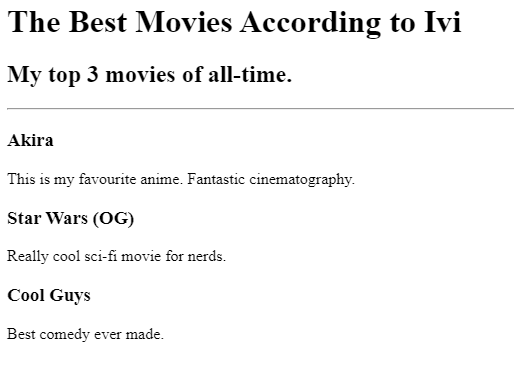 The Best Movies According to Ivi
My top 3 movies of all-time.
Akira
This is my favourite anime. Fantastic cinematography.
Star Wars (OG)
Really cool sci-fi movie for nerds.
Cool Guys
Best comedy ever made.